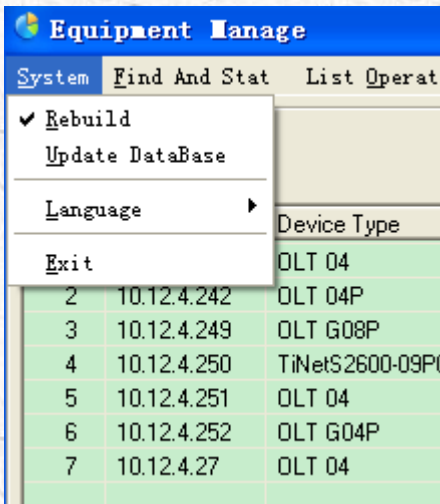 Equipment Manage
System Find And Stat List Operat
Rebuild
Update DataBase
Language
Exit
Device Type
OLT 04
2 10.12.4.242 OLT 04P
3 10.12.4.249 OLT G08P
4 10.12.4.250 TiNetS2600-09P
5 10.12.4.251 OLT 04
6 10.12.4.252 OLT G04P
7 10.12.4.27 OLT 04